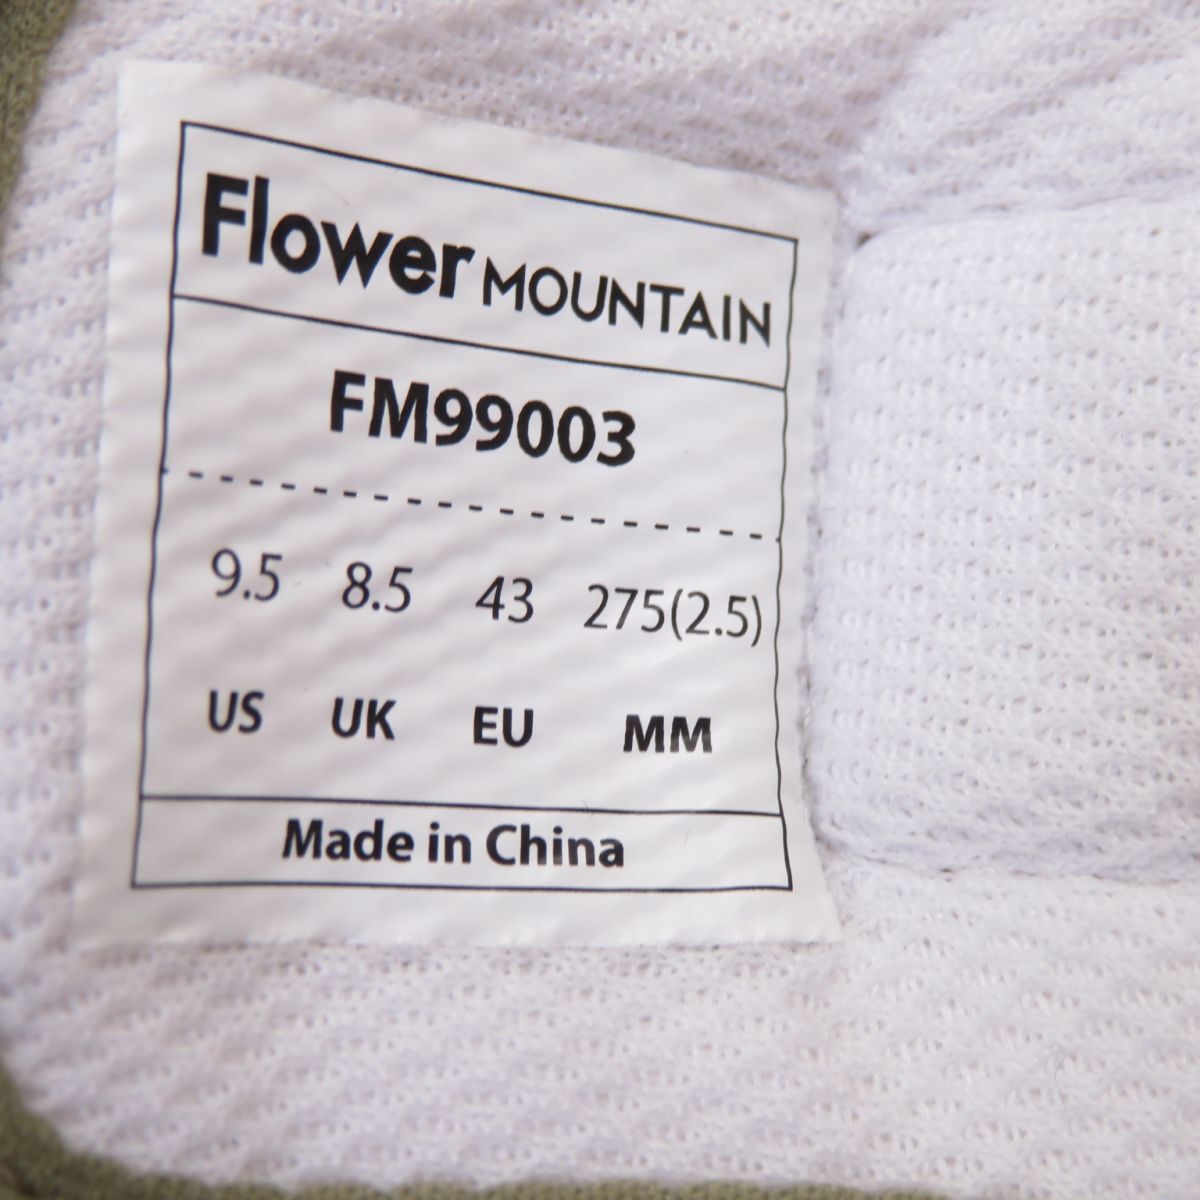 Flower MOUNTAIN
FM99003
9.5 8.5 43 275(2.5)
US UK EU MM
Made in China